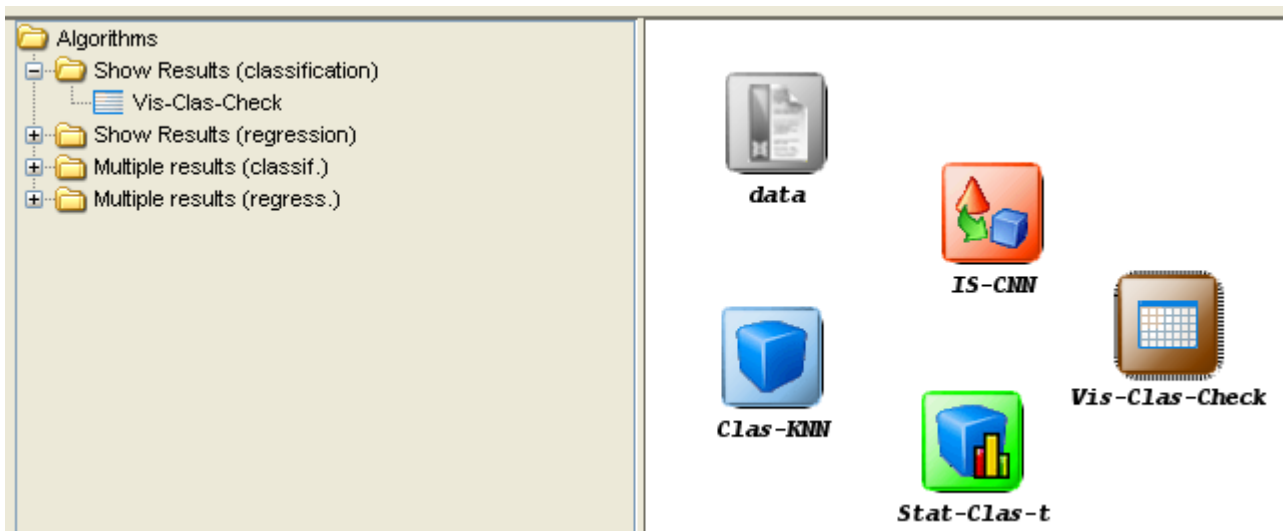 Algorithms
Show Results (classification)
Vis-Clas-Check
Show Results (regression)
Multiple results (classif.)
Multiple results (regress.)
data
IS-CNN
Vis-Clas-Check
Clas-KNN
Stat-Clas-t